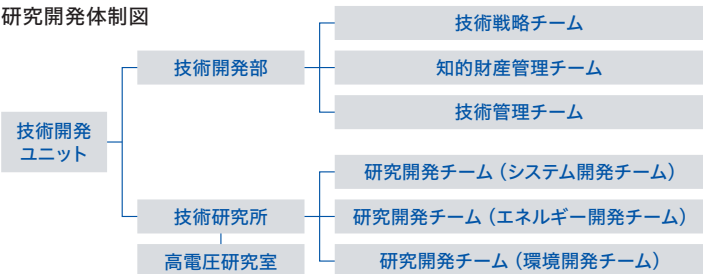 研究開発体制図
技術開発
ユニット
技術開発部
技術戦略チーム
知的財産管理チーム
技術管理チーム
技術研究所
高電圧研究室
研究開発チーム（システム開発チーム）
研究開発チーム（エネルギー開発チーム）
研究開発チーム（環境開発チーム）